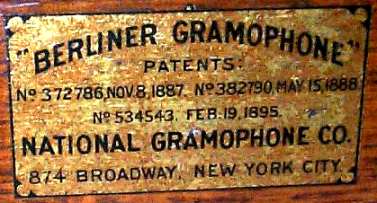 "BERLINER GRAMOPHONE"
PATENTS:
No 372786, NOV. 8, 1887. No 382790, MAY 15, 1888
No 534543. FEB. 19, 1895.
NATIONAL GRAMOPHONE CO.
874 BROADWAY, NEW YORK CITY.